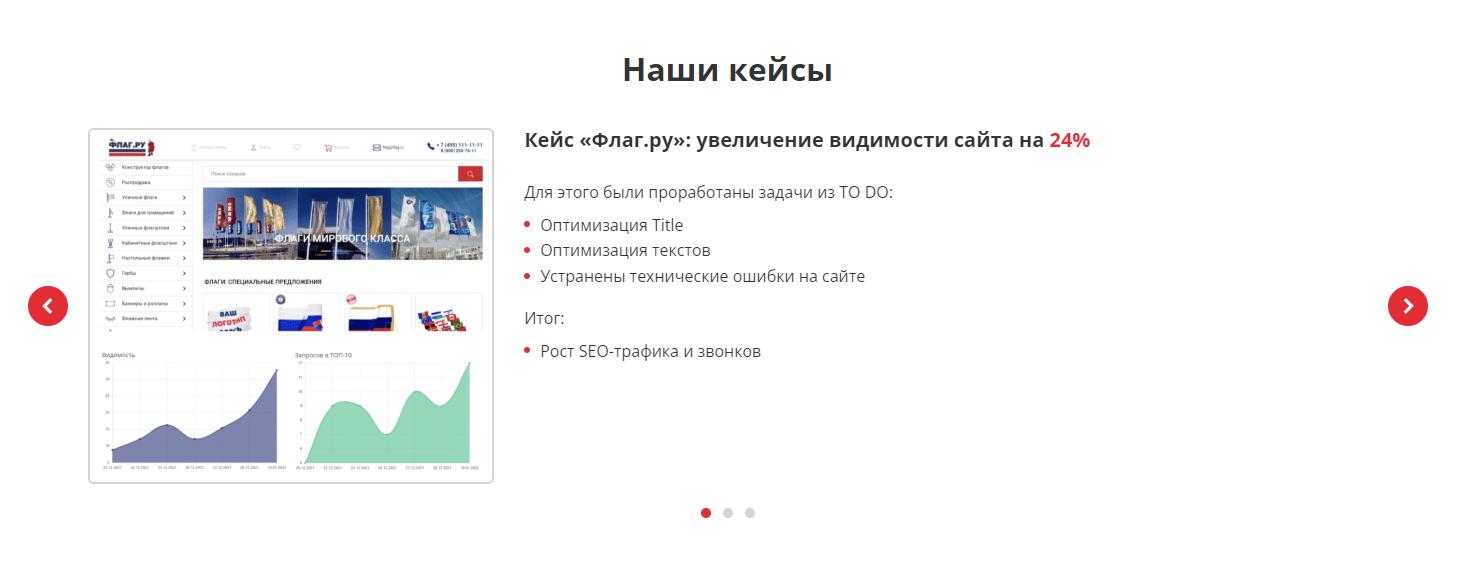 Наши кейсы
ФЛАГ.РУ
+ 7 (495) 111-11-11
Конструктор флагов
Распродажа
Уличные флаги
Флаги для помещений
Уличные флагштоки
Кабинетные флагштоки
Настольные флажки
Гербы
Вымпелы
Баннеры и роллапы
Флажная лента
Поиск товаров
ФЛАГИ МИРОВОГО КЛАССА
ФЛАГИ: СПЕЦИАЛЬНЫЕ ПРЕДЛОЖЕНИЯ
ВАШ
ЛОГОТИП
Видимость
Запросов в ТОП-10
Кейс «Флаг.ру»: увеличение видимости сайта на 24%
Для этого были проработаны задачи из TO DO:
Оптимизация Title
Оптимизация текстов
Устранены технические ошибки на сайте
Итог:
Рост SEO-трафика и звонков